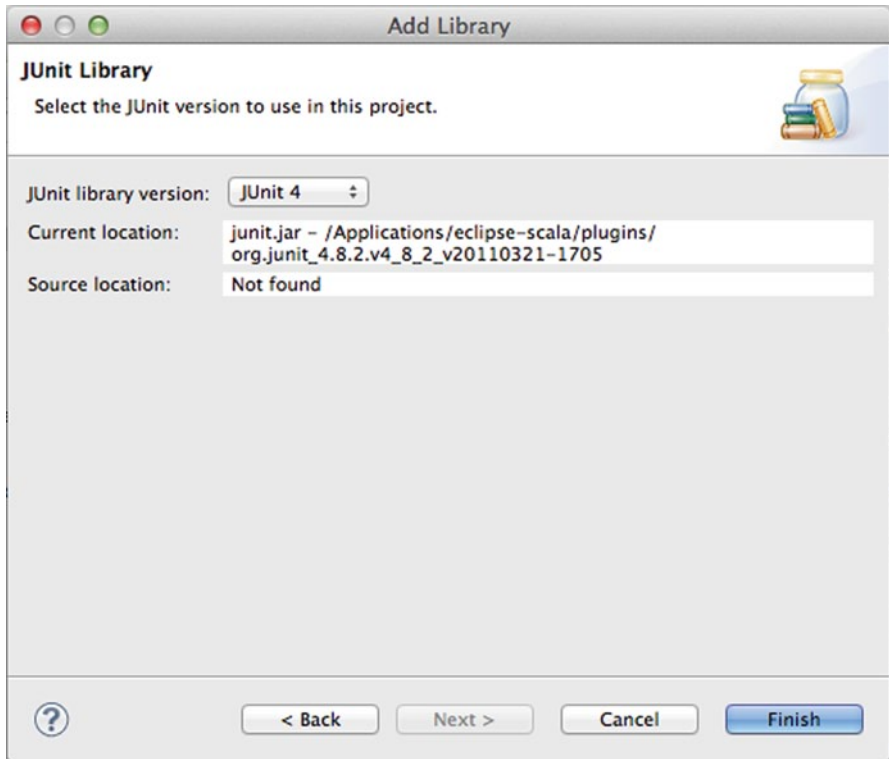 Add Library
JUnit Library
Select the JUnit version to use in this project.
JUnit library version: JUnit 4
Current location: junit.jar – /Applications/eclipse-scala/plugins/
org.junit_4.8.2.v4_8_2_v20110321-1705
Source location: Not found
? < Back Next > Cancel Finish